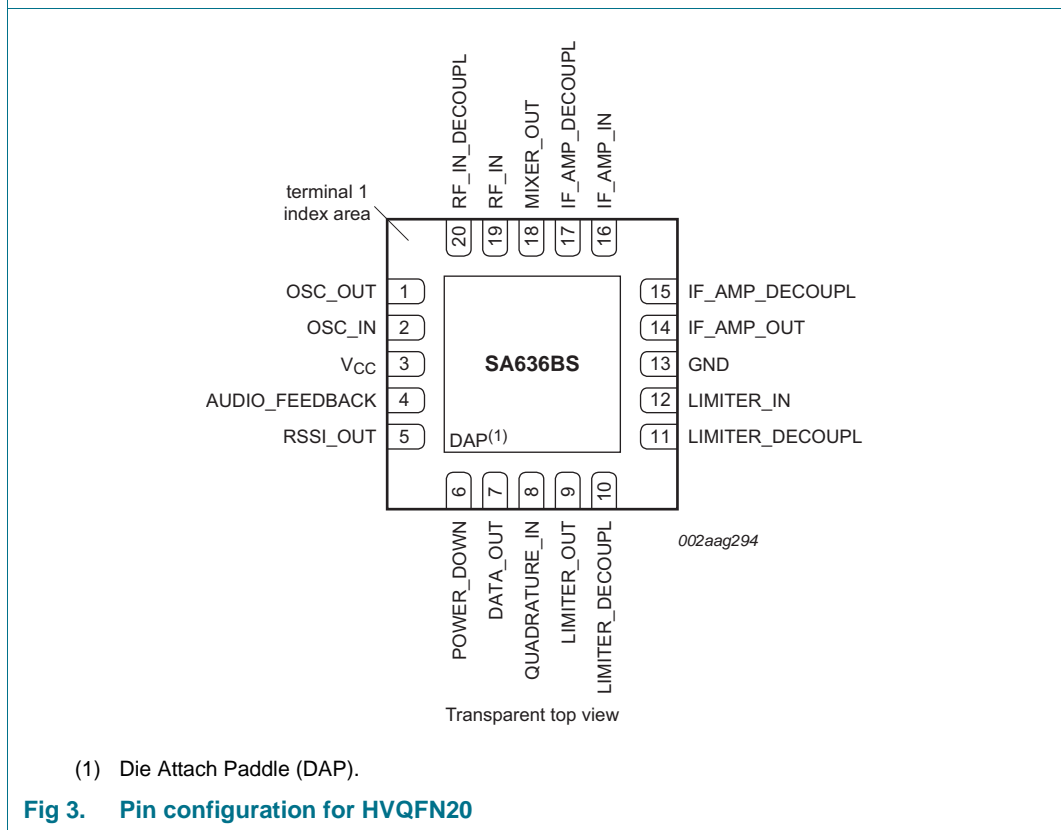 RF_IN_DECOUPL
RF_IN
MIXER_OUT
IF_AMP_DECOUPL
IF_AMP_IN
terminal 1
index area
20
19
18
17
16
OSC_OUT 1
OSC_IN 2
VCC 3
AUDIO_FEEDBACK 4
RSSI_OUT 5
SA636BS
DAP(1)
15 IF_AMP_DECOUPL
14 IF_AMP_OUT
13 GND
12 LIMITER_IN
11 LIMITER_DECOUPL
6
7
8
9
10
POWER_DOWN
DATA_OUT
QUADRATURE_IN
LIMITER_OUT
LIMITER_DECOUPL
002aag294
Transparent top view
(1) Die Attach Paddle (DAP).
Fig 3. Pin configuration for HVQFN20